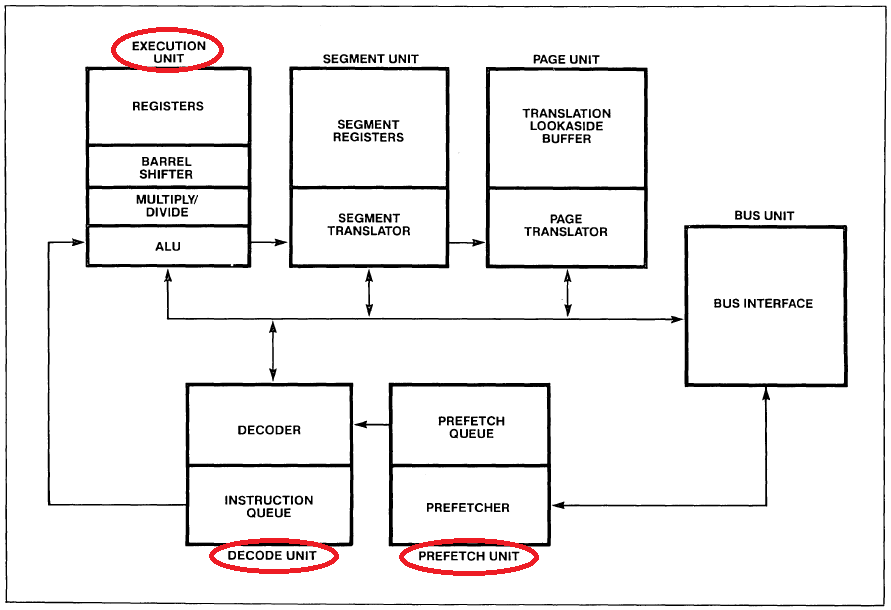 EXECUTION
UNIT
REGISTERS
BARREL
SHIFTER
MULTIPLY/
DIVIDE
ALU
SEGMENT UNIT
SEGMENT
REGISTERS
SEGMENT
TRANSLATOR
PAGE UNIT
TRANSLATION
LOOKASIDE
BUFFER
PAGE
TRANSLATOR
BUS UNIT
BUS INTERFACE
DECODER
INSTRUCTION
QUEUE
DECODE UNIT
PREFETCH
QUEUE
PREFETCHER
PREFETCH UNIT